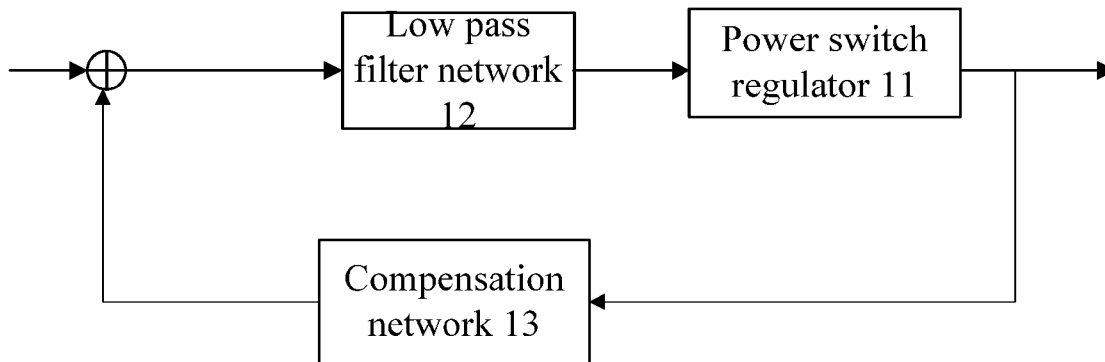 Low pass
filter network
12
Power switch
regulator 11
Compensation
network 13